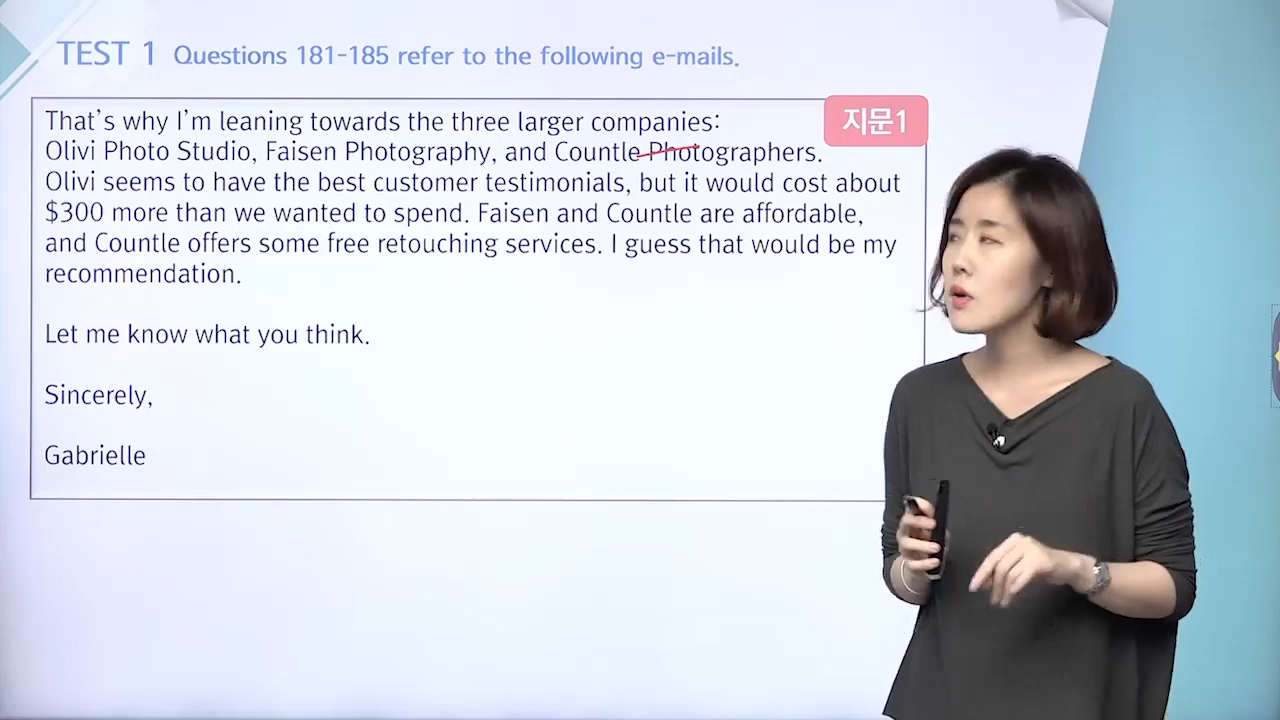 TEST 1 Questions 181-185 refer to the following e-mails.
지문1
That's why I'm leaning towards the three larger companies:
Olivi Photo Studio, Faisen Photography, and Countle Photographers.
Olivi seems to have the best customer testimonials, but it would cost about
$300 more than we wanted to spend. Faisen and Countle are affordable,
and Countle offers some free retouching services. I guess that would be my
recommendation.
Let me know what you think.
Sincerely,
Gabrielle